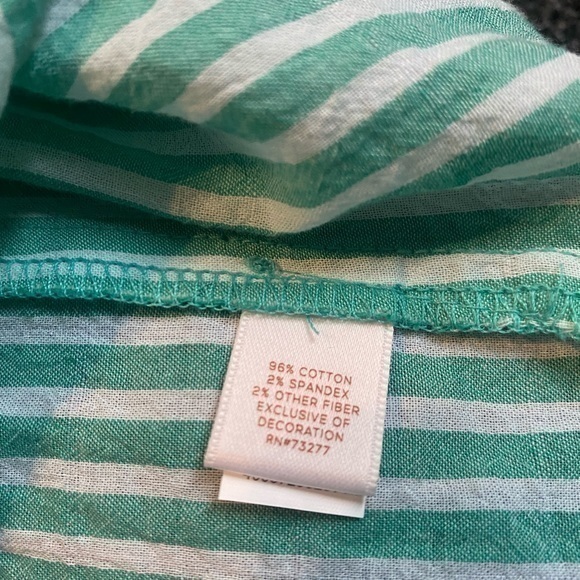 96% COTTON
2% SPANDEX
2% OTHER FIBER
EXCLUSIVE OF
DECORATION
RN#73277